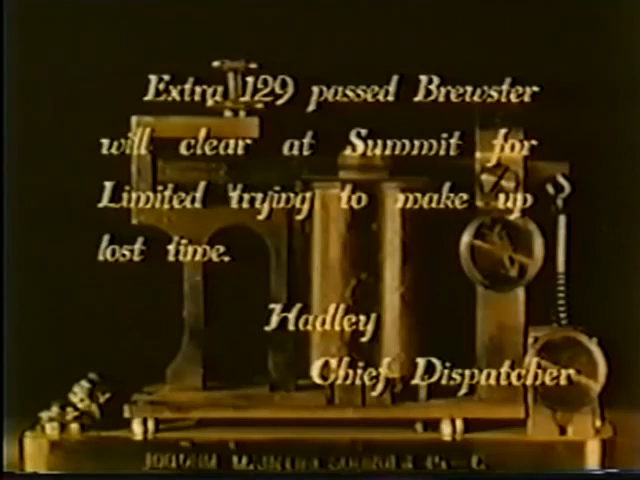 Extra 129 passed Brewster
will clear at Summit for
Limited trying to make up
lost time.
Hadley
Chief Dispatcher